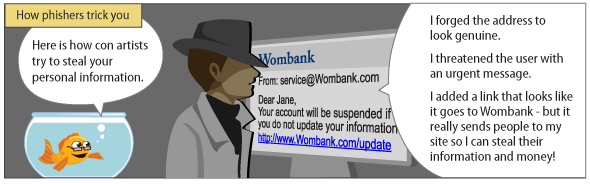 How phishers trick you
Here is how con artists
try to steal your
personal information.
Wombank
From: service@Wombank.com
Dear Jane,
Your account will be suspended if
you do not update your information
http://www.Wombank.com/update
I forged the address to
look genuine.
I threatened the user with
an urgent message.
I added a link that looks like
it goes to Wombank - but it
really sends people to my
site so I can steal their
information and money!